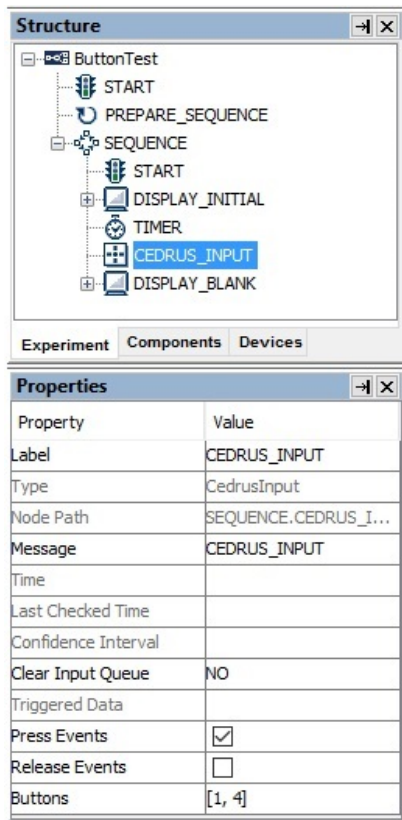 Structure
ButtonTest
START
PREPARE_SEQUENCE
SEQUENCE
START
DISPLAY_INITIAL
TIMER
CEDRUS_INPUT
DISPLAY_BLANK
Experiment Components Devices
Properties
Property Value
Label CEDRUS_INPUT
Type CedrusInput
Node Path SEQUENCE.CEDRUS_I...
Message CEDRUS_INPUT
Time
Last Checked Time
Confidence Interval
Clear Input Queue NO
Triggered Data
Press Events
Release Events
Buttons [1, 4]